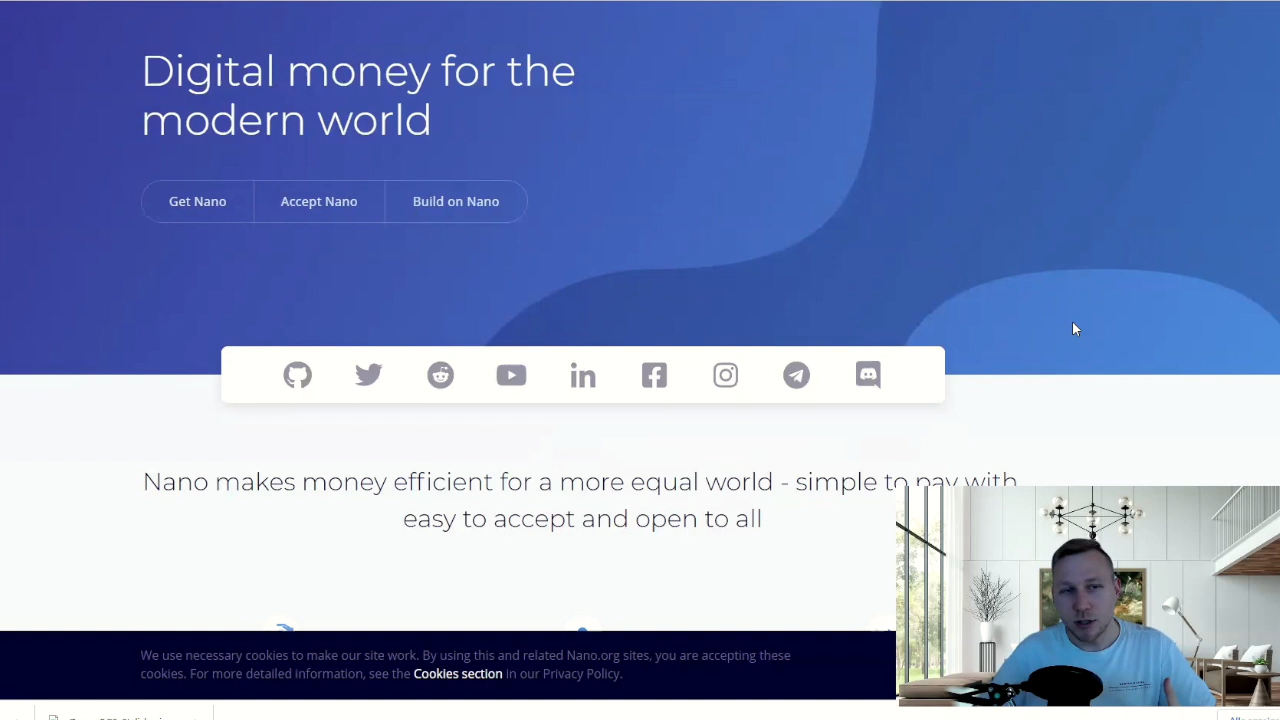 Digital money for the
modern world
Get Nano
Accept Nano
Build on Nano
Nano makes money efficient for a more equal world - simple to pay with
easy to accept and open to all
We use necessary cookies to make our site work. By using this and related Nano.org sites, you are accepting these
cookies. For more detailed information, see the Cookies section in our Privacy Policy.